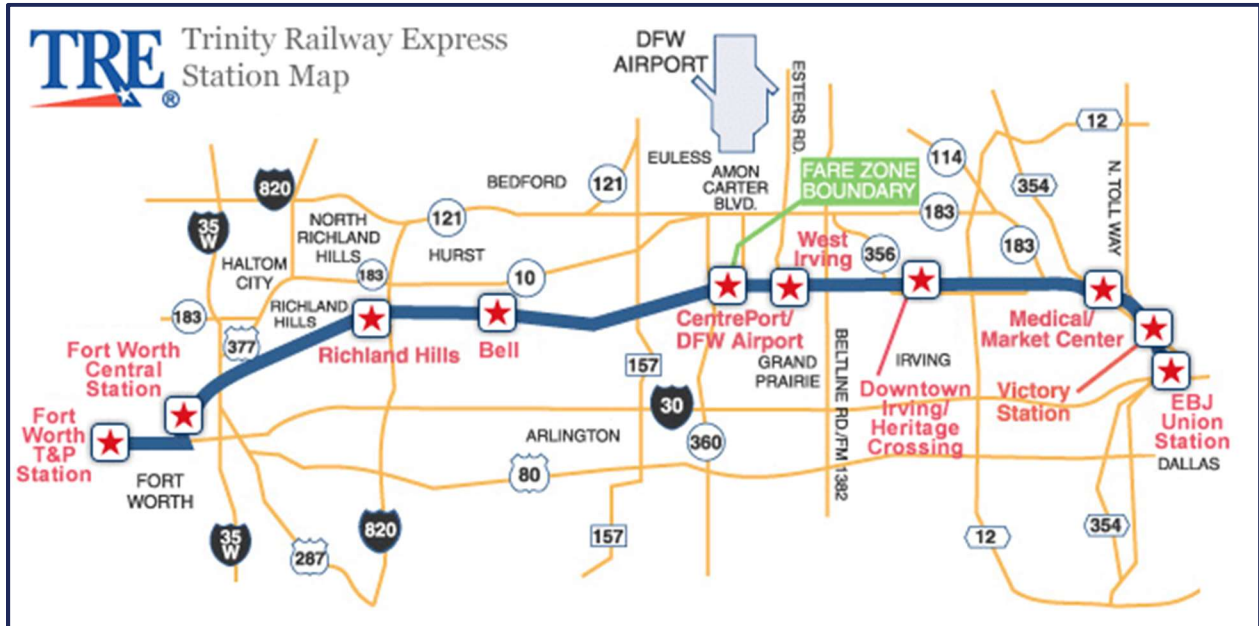 TRE
®
Trinity Railway Express
Station Map
DFW
AIRPORT
ESTERS RD.
12
820
BEDFORD
121
EULESS
AMON
CARTER
BLVD.
FARE ZONE
BOUNDARY
114
354
N. TOLL WAY
35
W
NORTH
RICHLAND
HILLS
121
HURST
183
183
HALTOM
CITY
183
10
West
Irving
356
183
RICHLAND
HILLS
377
Fort Worth
Central
Station
Richland Hills
Bell
CentrePort/
DFW Airport
GRAND
PRAIRIE
BELTLINE RD./FM 1382
IRVING
Medical/
Market Center
157
30
Downtown
Irving/
Heritage
Crossing
Victory
Station
EBJ
Union
Station
DALLAS
Fort
Worth
T&P
Station
FORT
WORTH
ARLINGTON
360
80
35
W
287
820
157
12
354